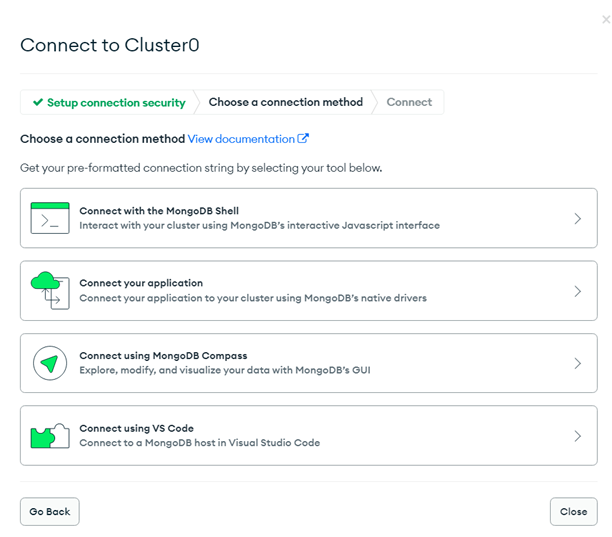 Connect to Cluster0
Setup connection security
Choose a connection method
Connect
Choose a connection method View documentation
Get your pre-formatted connection string by selecting your tool below.
Connect with the MongoDB Shell
Interact with your cluster using MongoDB's interactive Javascript interface
Connect your application
Connect your application to your cluster using MongoDB's native drivers
Connect using MongoDB Compass
Explore, modify, and visualize your data with MongoDB's GUI
Connect using VS Code
Connect to a MongoDB host in Visual Studio Code
Go Back
Close